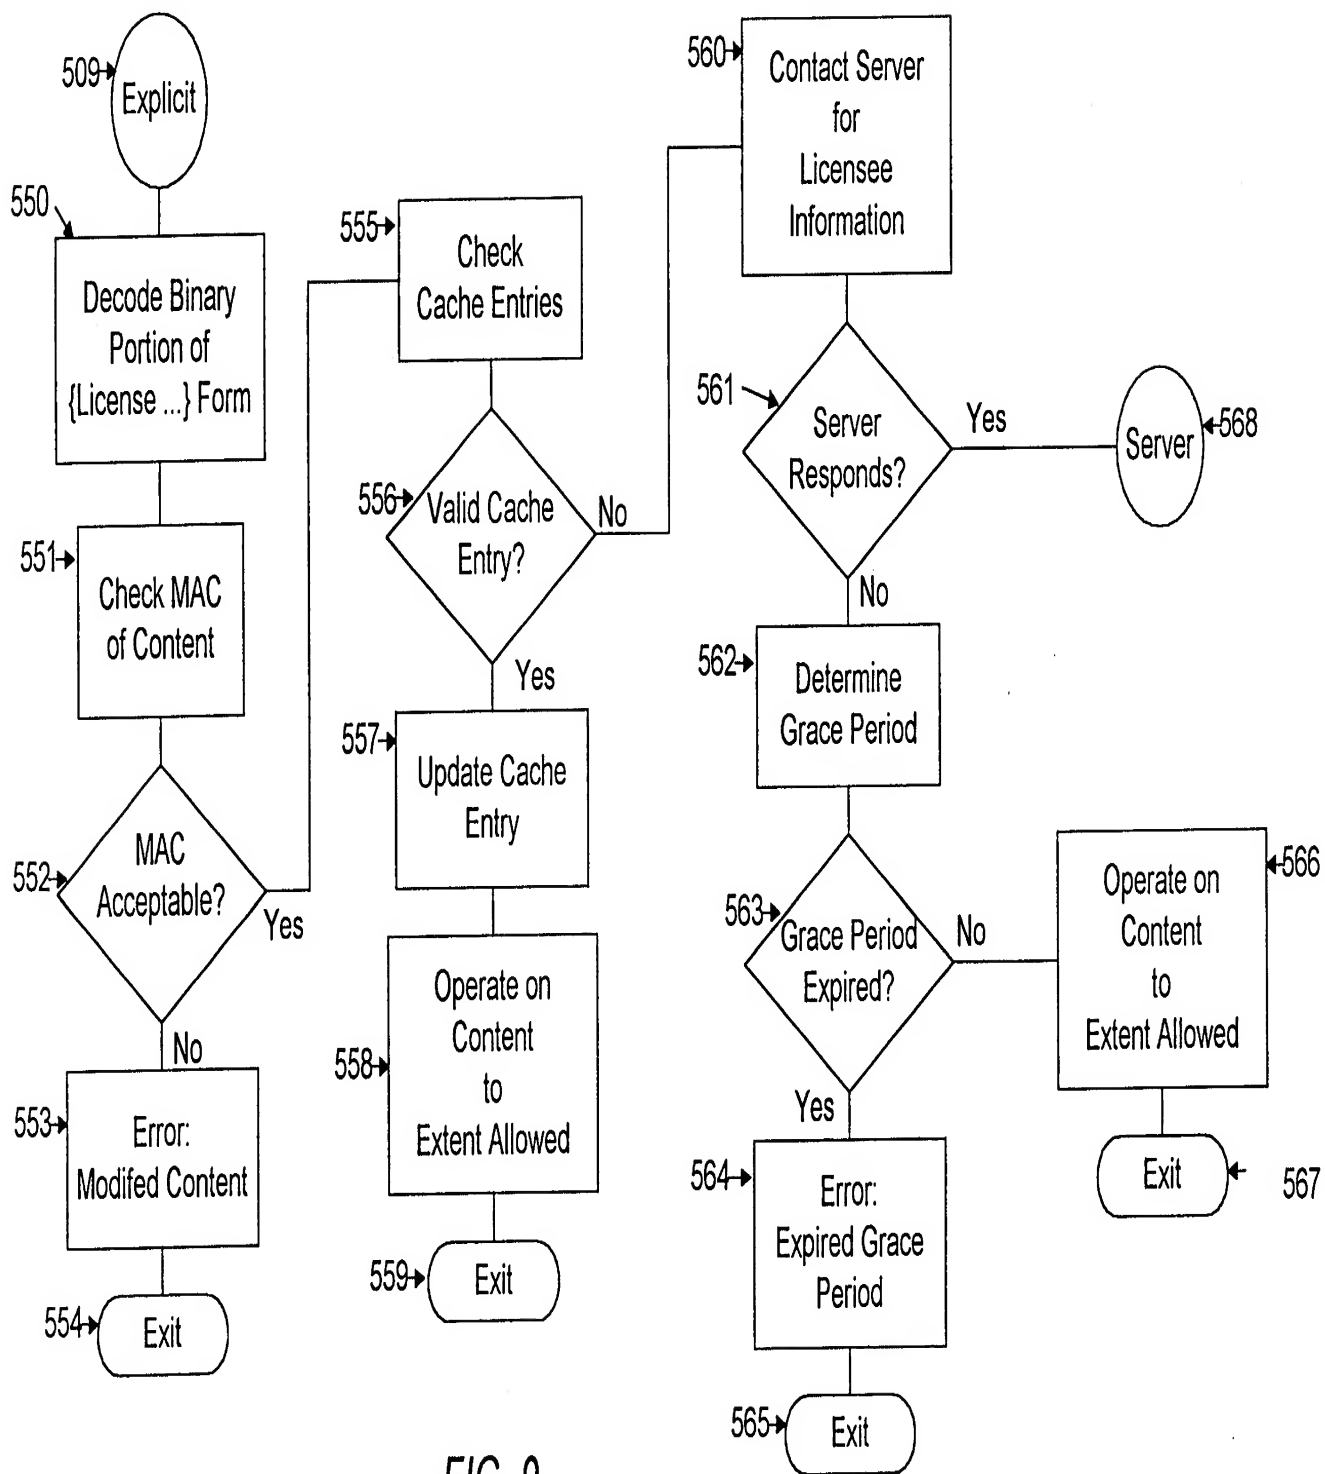 509
Explicit
550
Decode Binary
Portion of
{License ...} Form
551
Check MAC
of Content
552
MAC
Acceptable?
Yes
No
553
Error:
Modifed Content
554
Exit
555
Check
Cache Entries
556
Valid Cache
Entry?
No
Yes
557
Update Cache
Entry
558
Operate on
Content
to
Extent Allowed
559
Exit
560
Contact Server
for
Licensee
Information
561
Server
Responds?
Yes
Server
568
No
562
Determine
Grace Period
563
Grace Period
Expired?
No
566
Operate on
Content
to
Extent Allowed
Exit
567
Yes
564
Error:
Expired Grace
Period
565
Exit
FIG.